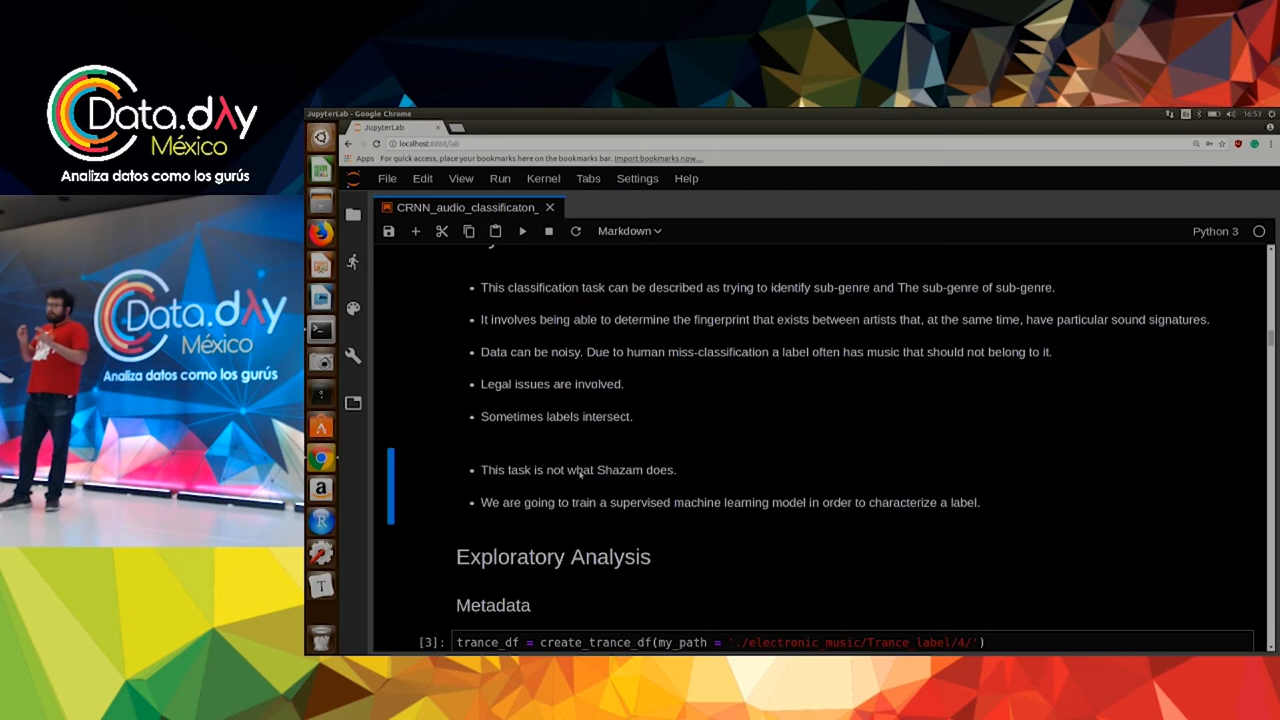 Data.dλy
México
Analiza datos como los gurús
Data.dλy
México
Analiza datos como los gurús
JupyterLab - Google Chrome
16:53
JupyterLab
localhost:8888/lab
Apps For quick access, place your bookmarks here on the bookmarks bar. Import bookmarks now...
File Edit View Run Kernel Tabs Settings Help
CRNN_audio_classificaton_
Markdown
Python 3
This classification task can be described as trying to identify sub-genre and The sub-genre of sub-genre.
It involves being able to determine the fingerprint that exists between artists that, at the same time, have particular sound signatures.
Data can be noisy. Due to human miss-classification a label often has music that should not belong to it.
Legal issues are involved.
Sometimes labels intersect.
This task is not what Shazam does.
We are going to train a supervised machine learning model in order to characterize a label.
Exploratory Analysis
Metadata
[3]: trance_df = create_trance_df(my_path = './electronic_music/Trance_label/4/')